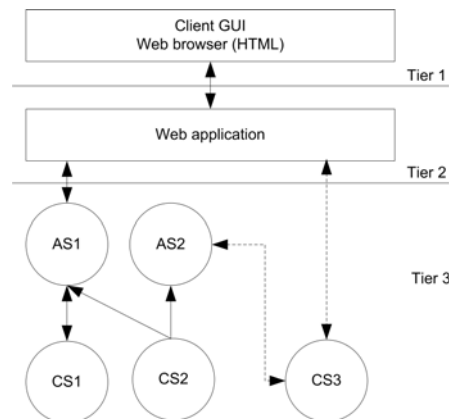 Client GUI
Web browser (HTML)
Tier 1
Web application
Tier 2
AS1
AS2
Tier 3
CS1
CS2
CS3